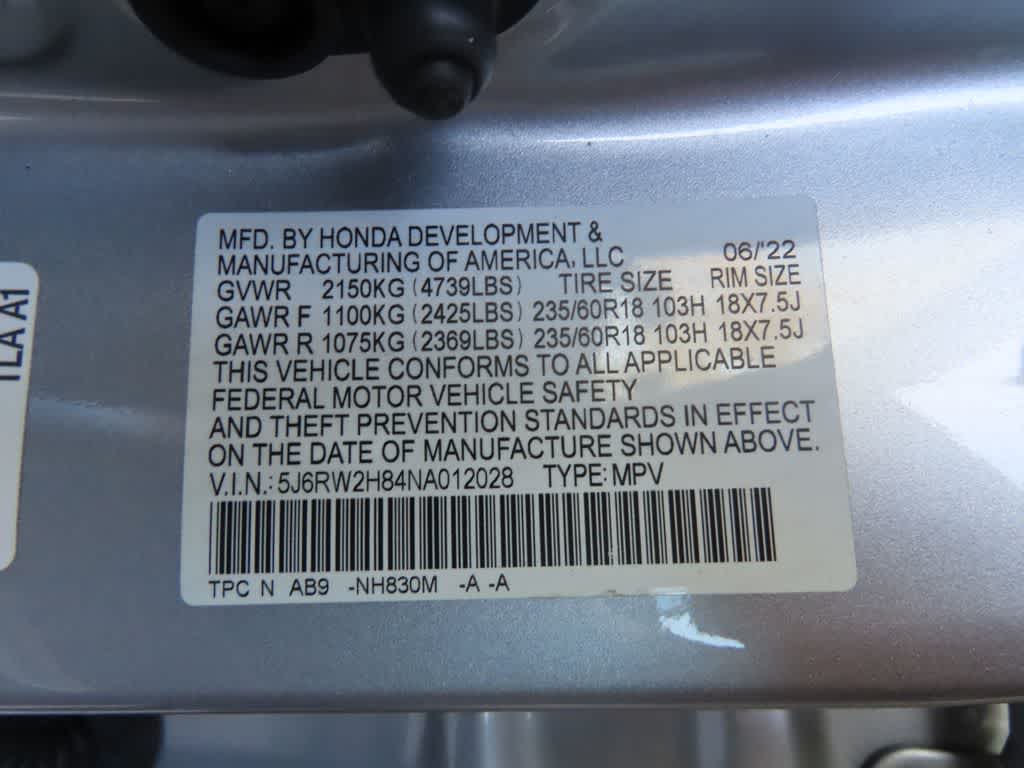 MFD. BY HONDA DEVELOPMENT &
MANUFACTURING OF AMERICA, LLC 06/'22
GVWR 2150KG (4739LBS) TIRE SIZE RIM SIZE
GAWR F 1100KG (2425LBS) 235/60R18 103H 18X7.5J
GAWR R 1075KG (2369LBS) 235/60R18 103H 18X7.5J
THIS VEHICLE CONFORMS TO ALL APPLICABLE
FEDERAL MOTOR VEHICLE SAFETY
AND THEFT PREVENTION STANDARDS IN EFFECT
ON THE DATE OF MANUFACTURE SHOWN ABOVE.
V.I.N.: 5J6RW2H84NA012028 TYPE: MPV
TPC N AB9 -NH830M -A -A
TLA A1